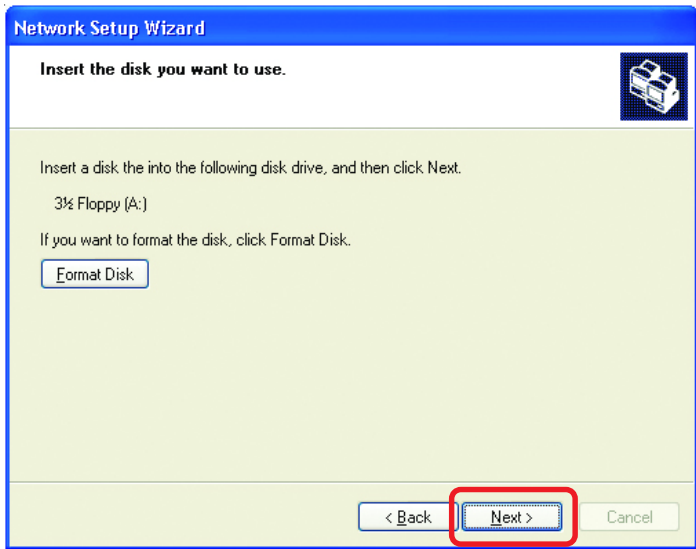 Network Setup Wizard
Insert the disk you want to use.
Insert a disk the into the following disk drive, and then click Next.
3½ Floppy (A:)
If you want to format the disk, click Format Disk.
Format Disk
< Back
Next >
Cancel